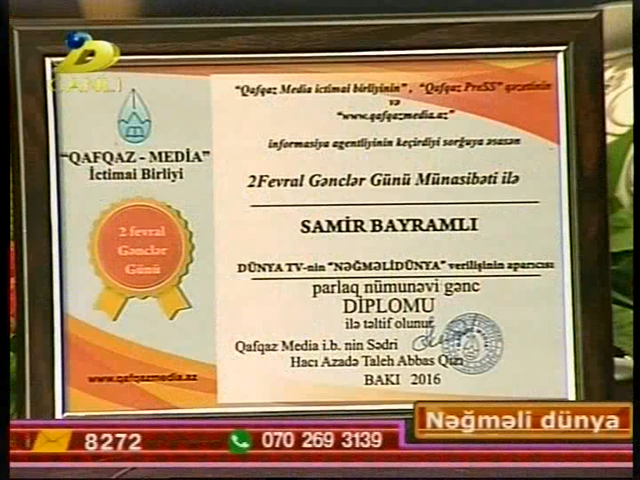 CANLI
"QAFQAZ - MEDİA"
İctimai Birliyi
2 fevral
Gənclər
Günü
www.qafqazmedia.az
"Qafqaz Media ictimai birliyinin", "Qafqaz PreSS" qəzetinin
və
"www.qafqazmedia.az"
informasiya agentliyinin keçirdiyi sorğuya əsasən
2Fevral Gənclər Günü Münasibəti ilə
SAMİR BAYRAMLI
DÜNYA TV-nin "NƏĞMƏLİDÜNYA" verilişinin aparıcısı
parlaq nümunəvi gənc
DİPLOMU
ilə təltif olunur
Qafqaz Media i.b. nin Sədri
Hacı Azadə Taleh Abbas Qızı
BAKI 2016
Nəğməli dünya
8272
070 269 3139